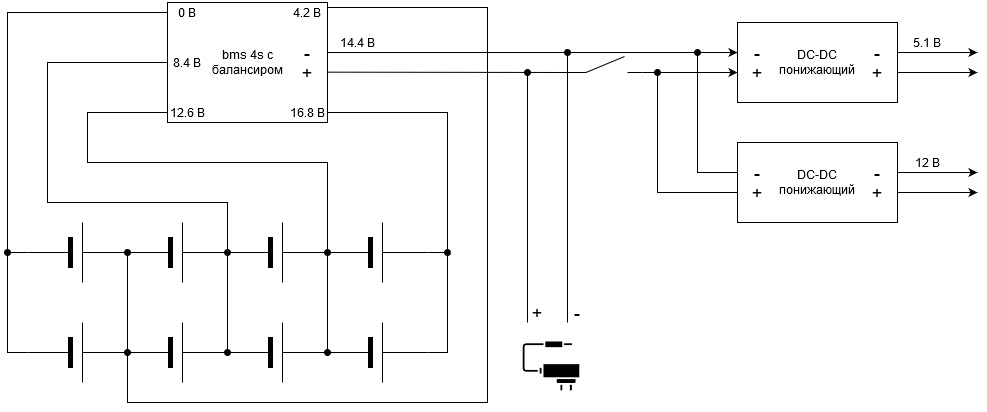 0 В
4.2 В
bms 4s с
балансиром
-
+
14.4 В
8.4 В
12.6 В
16.8 В
-
+
DC-DC
понижающий
-
+
5.1 В
-
+
DC-DC
понижающий
-
+
12 В
+
-